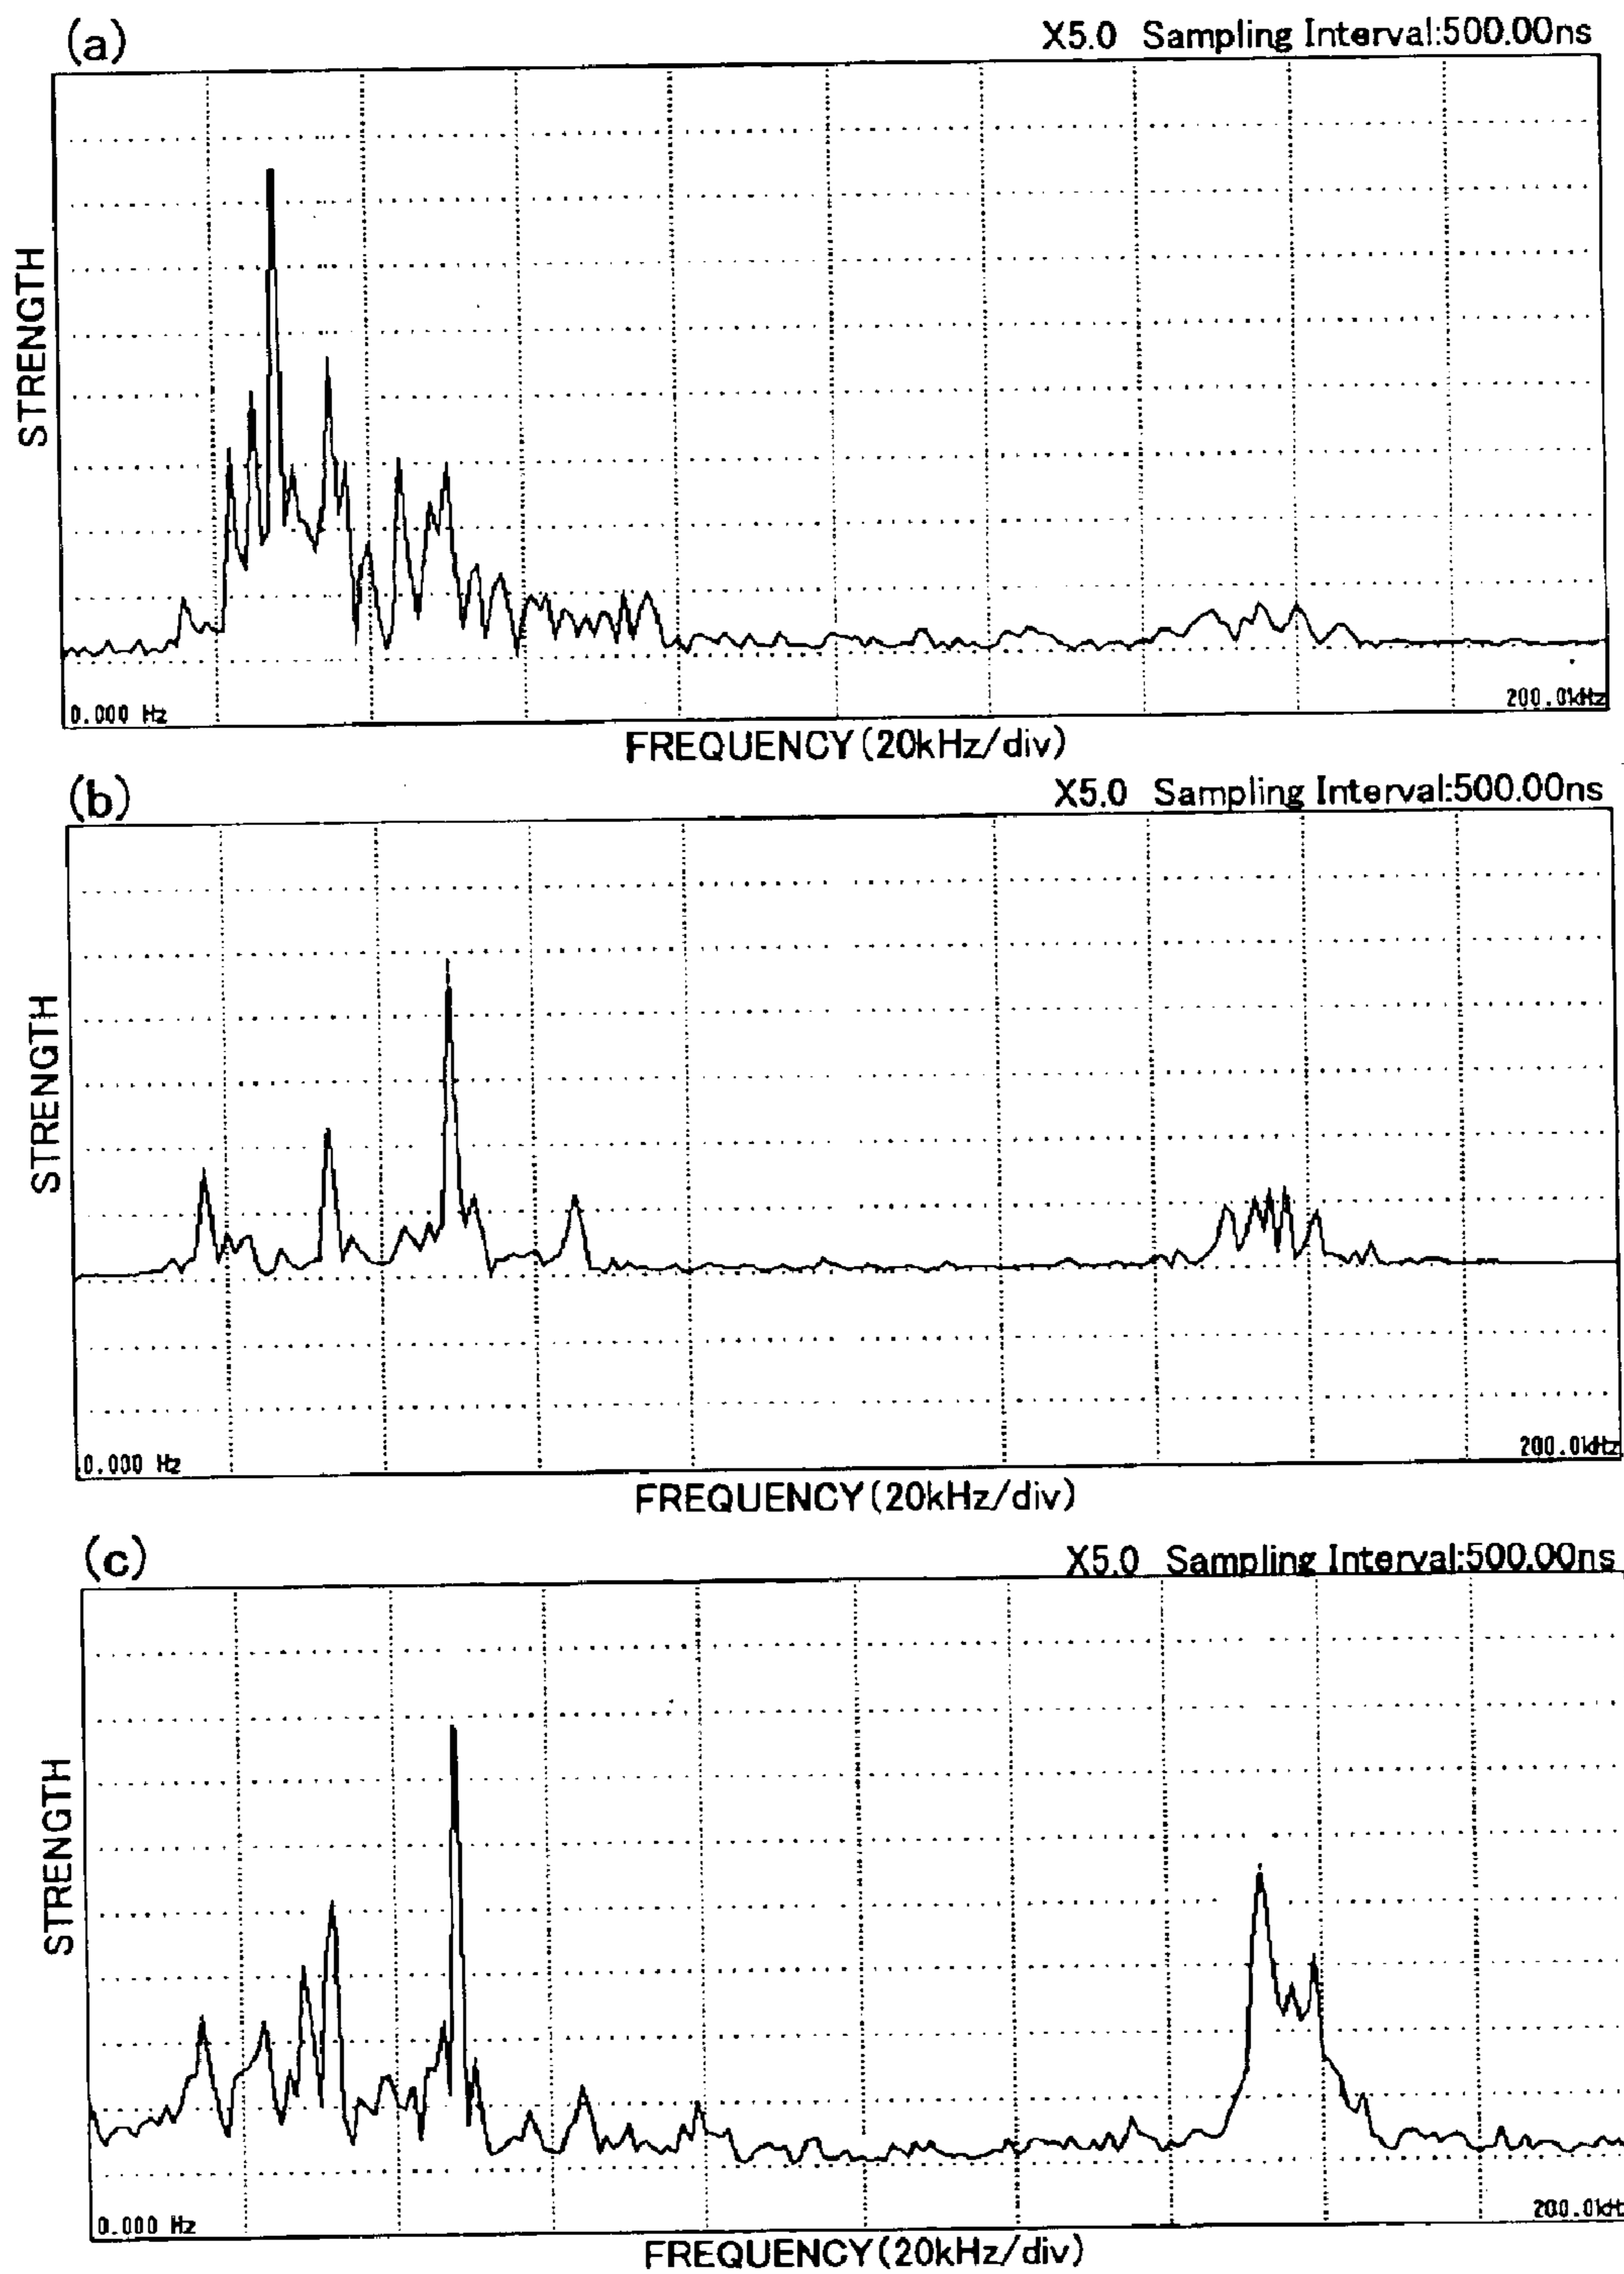 (a)
X5.0 Sampling Interval:500.00ns
STRENGTH
0.000 Hz
200.0kHz
FREQUENCY(20kHz/div)
(b)
X5.0 Sampling Interval:500.00ns
STRENGTH
0.000 Hz
200.0kHz
FREQUENCY(20kHz/div)
(c)
X5.0 Sampling Interval:500.00ns
STRENGTH
0.000 Hz
200.0kH
FREQUENCY(20kHz/div)